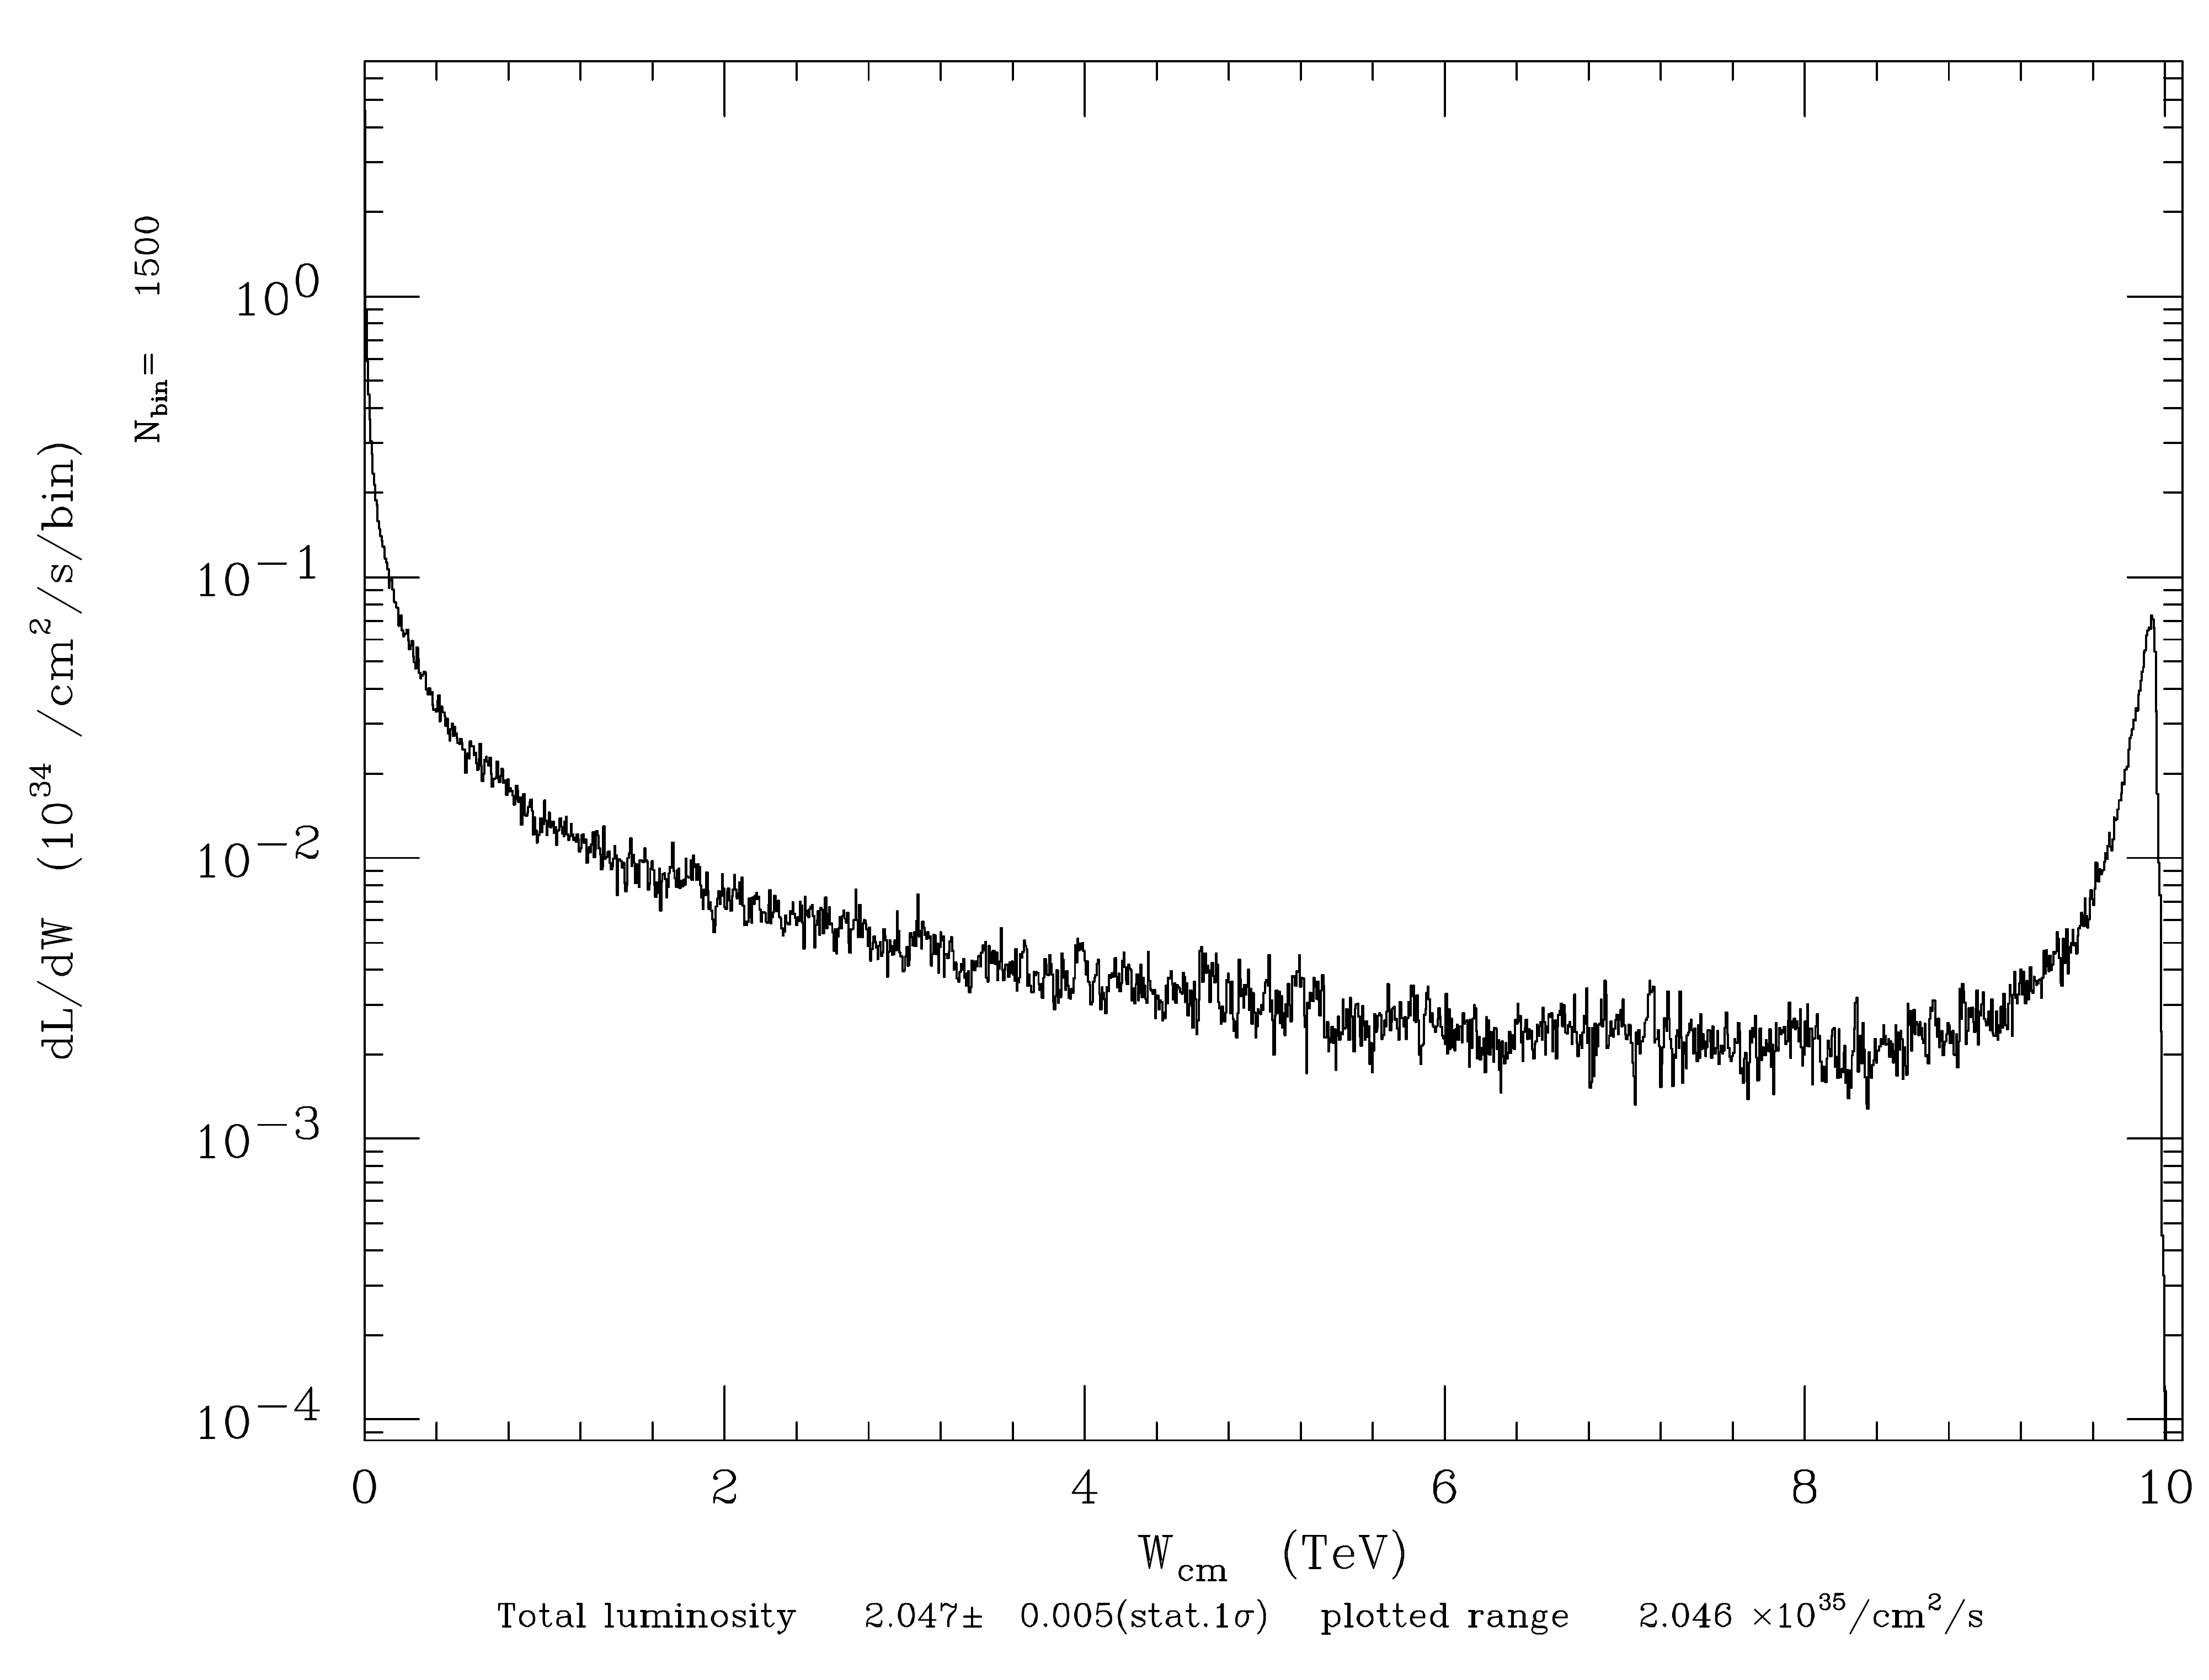 N_bin= 1500
dL/dW (10^34 /cm^2/s/bin)
10^0
10^−1
10^−2
10^−3
10^−4
0 2 4 6 8 10
W_cm (TeV)
Total luminosity 2.047± 0.005(stat.1σ) plotted range 2.046 ×10^35/cm^2/s